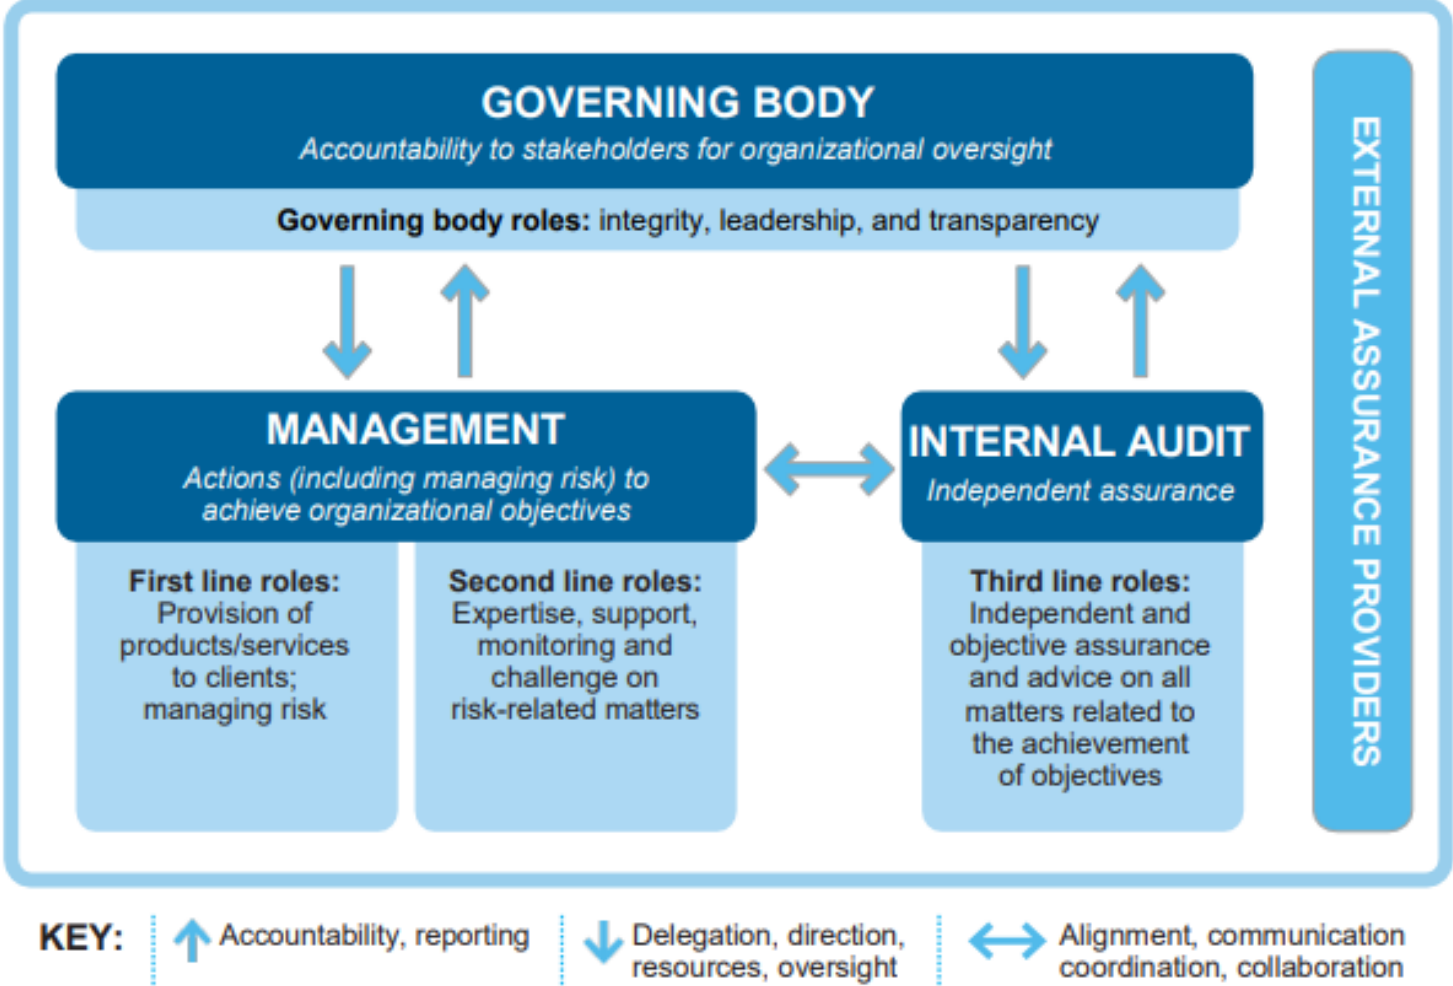 GOVERNING BODY
Accountability to stakeholders for organizational oversight
Governing body roles: integrity, leadership, and transparency
MANAGEMENT
Actions (including managing risk) to
achieve organizational objectives
First line roles:
Provision of
products/services
to clients;
managing risk
Second line roles:
Expertise, support,
monitoring and
challenge on
risk-related matters
INTERNAL AUDIT
Independent assurance
Third line roles:
Independent and
objective assurance
and advice on all
matters related to
the achievement
of objectives
EXTERNAL ASSURANCE PROVIDERS
KEY:
Accountability, reporting
Delegation, direction,
resources, oversight
Alignment, communication
coordination, collaboration